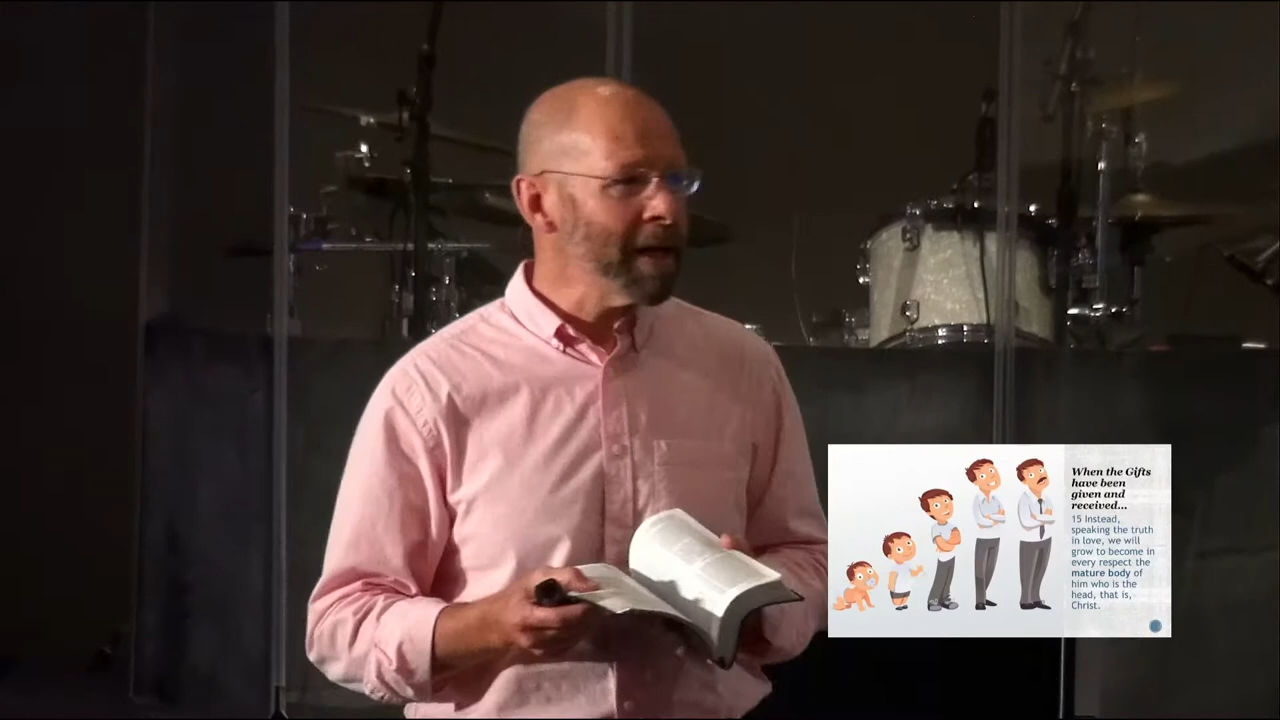 When the Gifts
have been
given and
received...
15 Instead,
speaking the truth
in love, we will
grow to become in
every respect the
mature body of
him who is the
head, that is,
Christ.